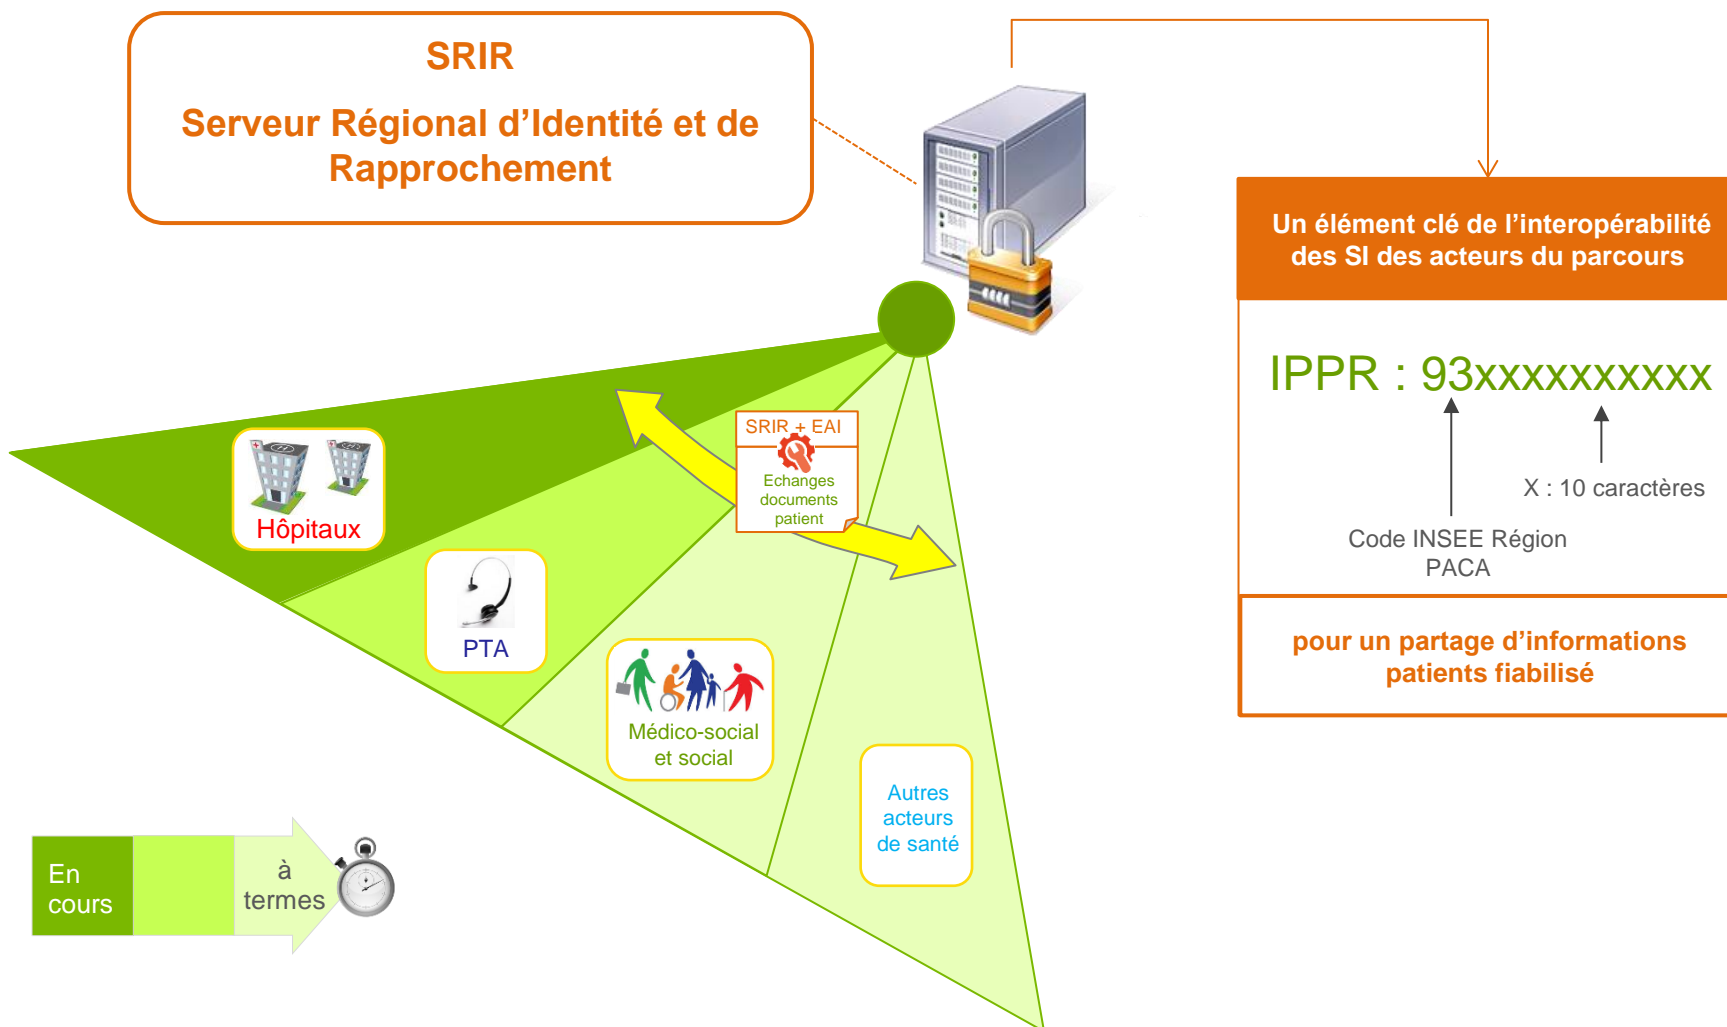 SRIR
Serveur Régional d’Identité et de
Rapprochement
Un élément clé de l’interopérabilité
des SI des acteurs du parcours
IPPR : 93xxxxxxxxxx
X : 10 caractères
Code INSEE Région
PACA
pour un partage d’informations
patients fiabilisé
SRIR + EAI
Echanges
documents
patient
Hôpitaux
PTA
Médico-social
et social
Autres
acteurs
de santé
En
cours
à
termes